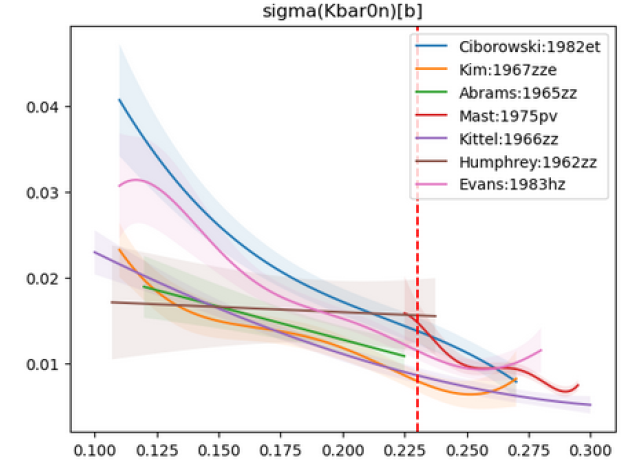 sigma(Kbar0n)[b]
Ciborowski:1982et
Kim:1967zze
Abrams:1965zz
Mast:1975pv
Kittel:1966zz
Humphrey:1962zz
Evans:1983hz
0.04
0.03
0.02
0.01
0.100 0.125 0.150 0.175 0.200 0.225 0.250 0.275 0.300